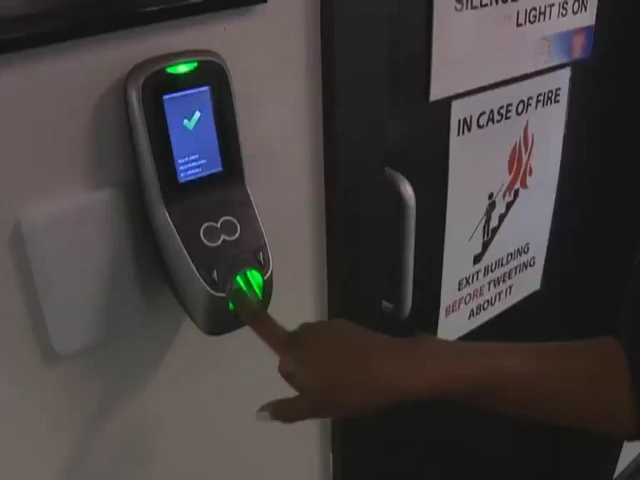 LIGHT IS ON
IN CASE OF FIRE
EXIT BUILDING
BEFORE TWEETING
ABOUT IT